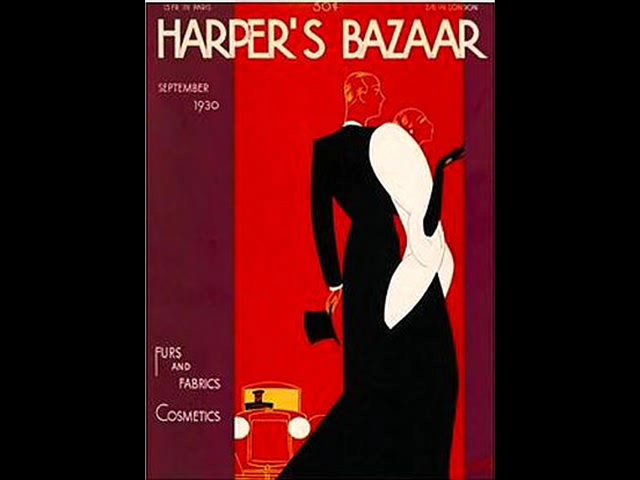 15 FR. IN PARIS 50¢ 2/6 IN LONDON
HARPER'S BAZAAR
SEPTEMBER
1930
FURS
AND
FABRICS
COSMETICS